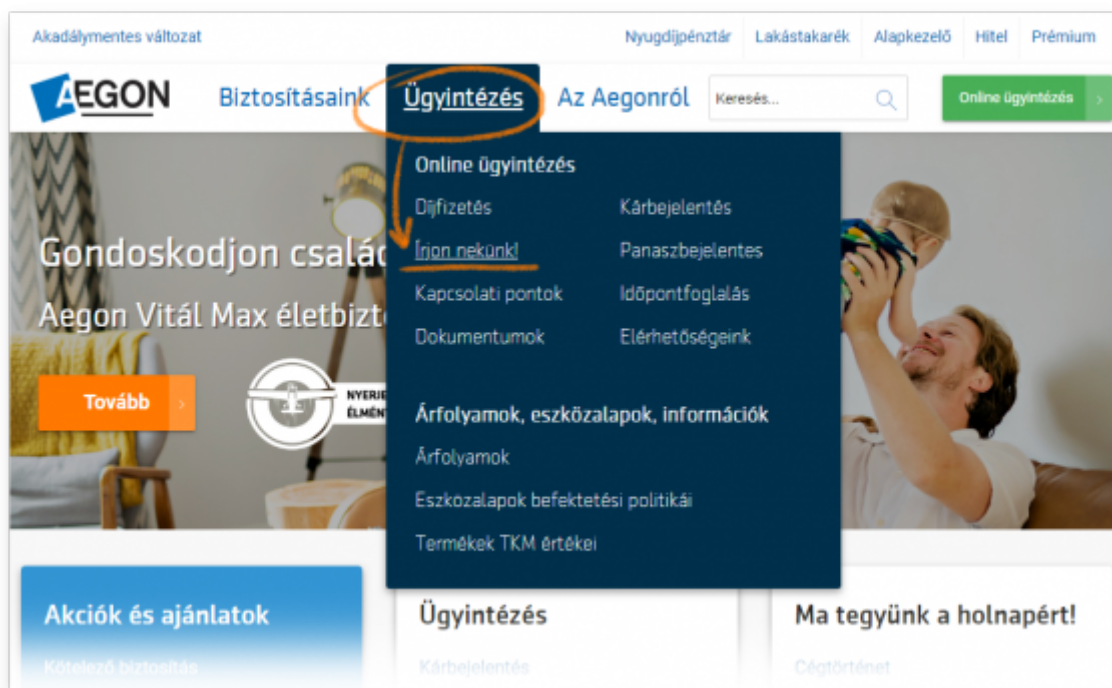 Akadálymentes változat Nyugdíjpénztár Lakástakarék Alapkezelő Hitel Prémium
AEGON Biztosításaink Ügyintézés Az Aegonról Keresés... Online ügyintézés
Online ügyintézés
Díjfizetés Kárbejelentés
Írjon nekünk! Panaszbejelentes
Kapcsolati pontok Időpontfoglalás
Dokumentumok Elérhetőségeink
Árfolyamok, eszközalapok, információk
Árfolyamok
Eszközalapok befektetési politikái
Termékek TKM értékei
Gondoskodjon család
Aegon Vitál Max életbizt
Tovább
NYERJE
ÉLMÉN
Akciók és ajánlatok
Kötelező biztosítás
Ügyintézés
Kárbejelentés
Ma tegyünk a holnapért!
Cégtörténet